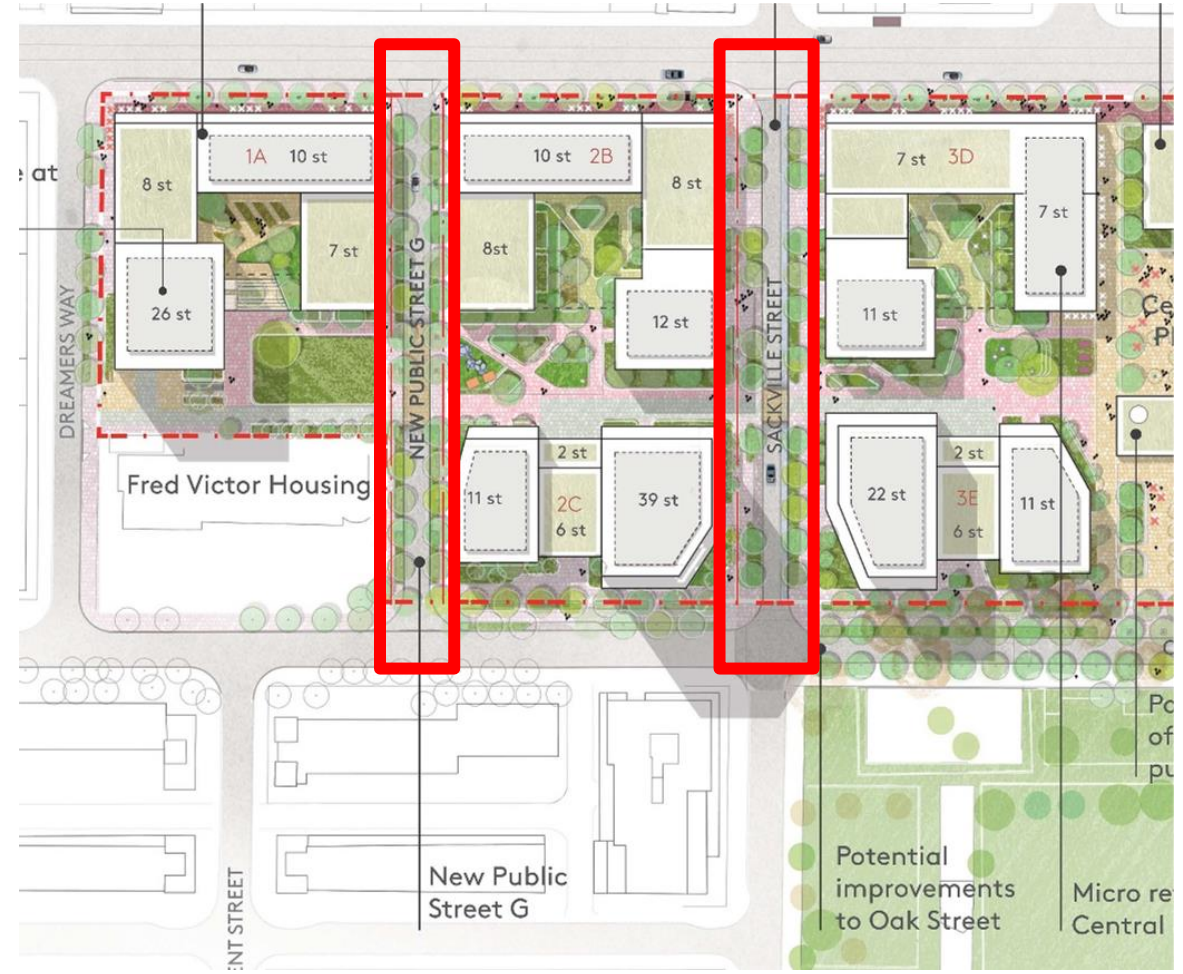 at
8 st
1A 10 st
7 st
26 st
DREAMERS WAY
Fred Victor Housing
NEW PUBLIC STREET G
10 st 2B
8 st
8st
12 st
11 st
2 st
2C
6 st
39 st
SACKVILLE STREET
7 st 3D
7 st
11 st
22 st
2 st
3E
6 st
11 st
New Public
Street G
Potential
improvements
to Oak Street
Central
of